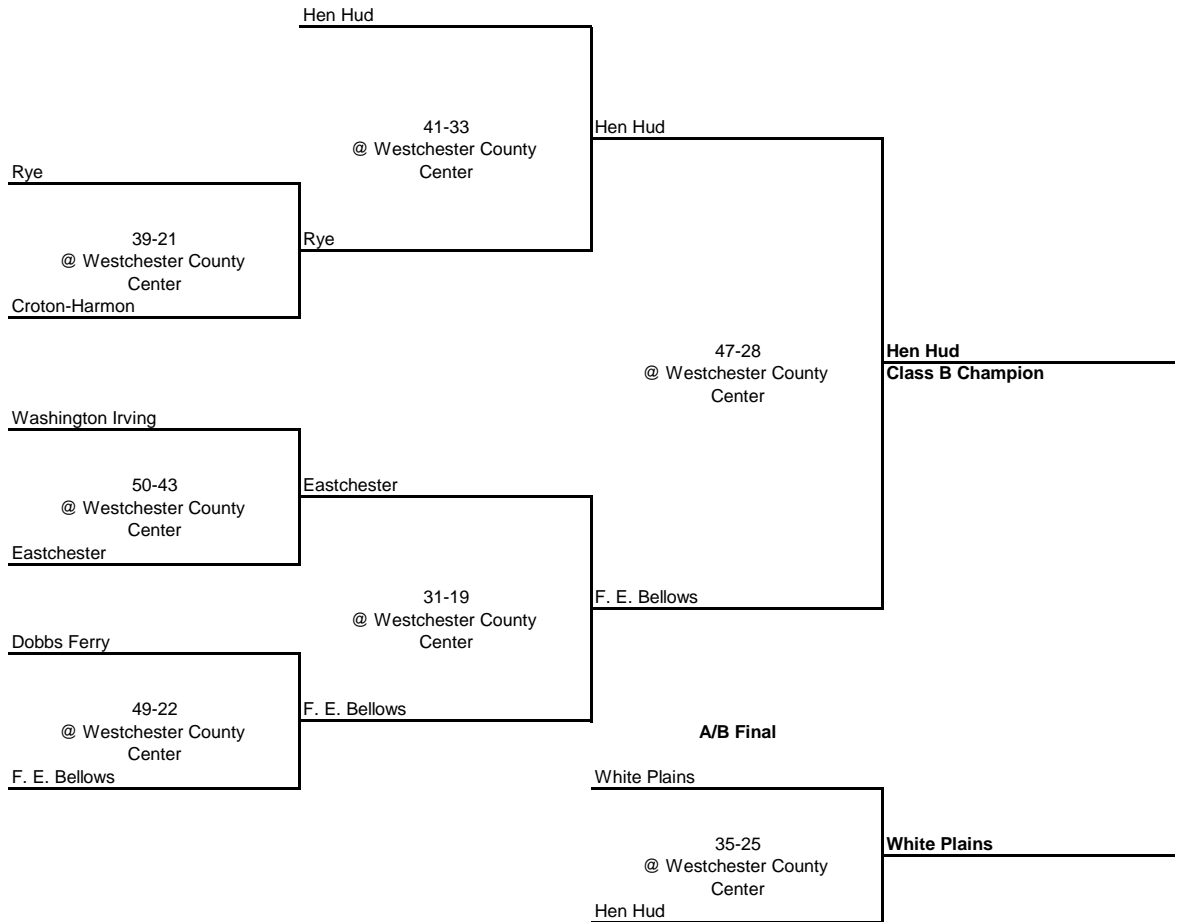 Hen Hud
41-33
@ Westchester County
Center
Hen Hud
Rye
39-21
@ Westchester County
Center
Rye
Croton-Harmon
47-28
@ Westchester County
Center
Hen Hud
Class B Champion
Washington Irving
50-43
@ Westchester County
Center
Eastchester
Eastchester
31-19
@ Westchester County
Center
F. E. Bellows
Dobbs Ferry
49-22
@ Westchester County
Center
F. E. Bellows
F. E. Bellows
A/B Final
White Plains
35-25
@ Westchester County
Center
White Plains
Hen Hud